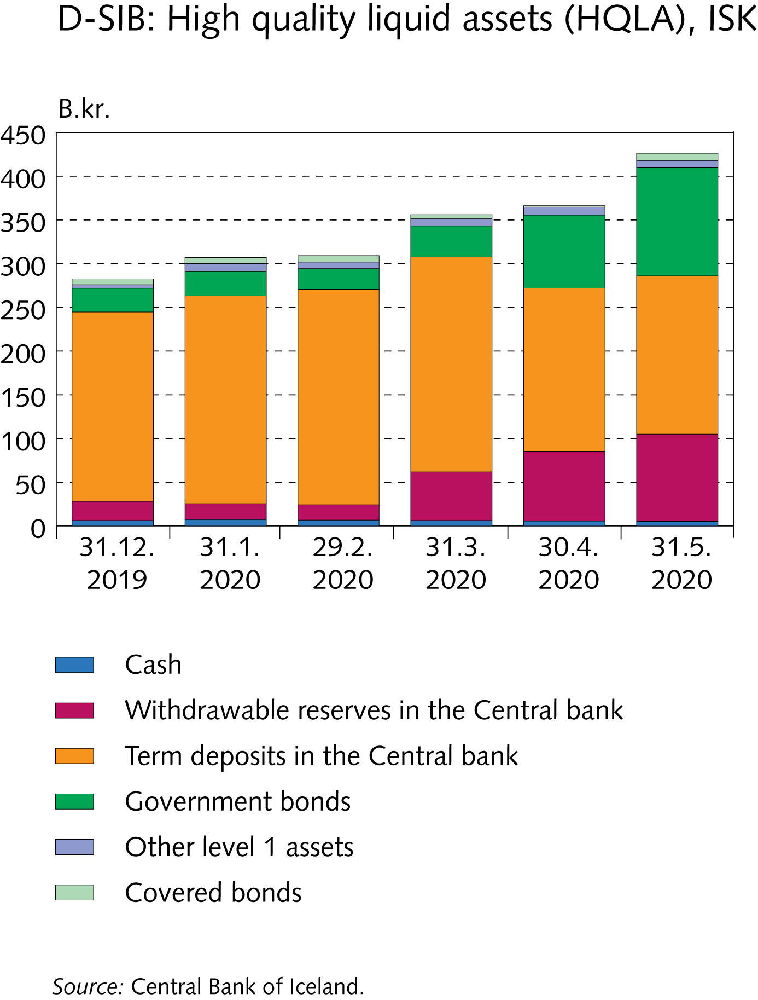 D-SIB: High quality liquid assets (HQLA), ISK
B.kr.
450
400
350
300
250
200
150
100
50
0
31.12. 31.1. 29.2. 31.3. 30.4. 31.5.
2019 2020 2020 2020 2020 2020
Cash
Withdrawable reserves in the Central bank
Term deposits in the Central bank
Government bonds
Other level 1 assets
Covered bonds
Source: Central Bank of Iceland.